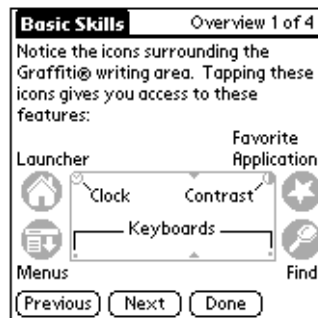 Basic Skills Overview 1 of 4
Notice the icons surrounding the
Graffiti® writing area. Tapping these
icons gives you access to these
features:
Favorite
Launcher Application
Clock Contrast
Keyboards
Menus Find
Previous Next Done